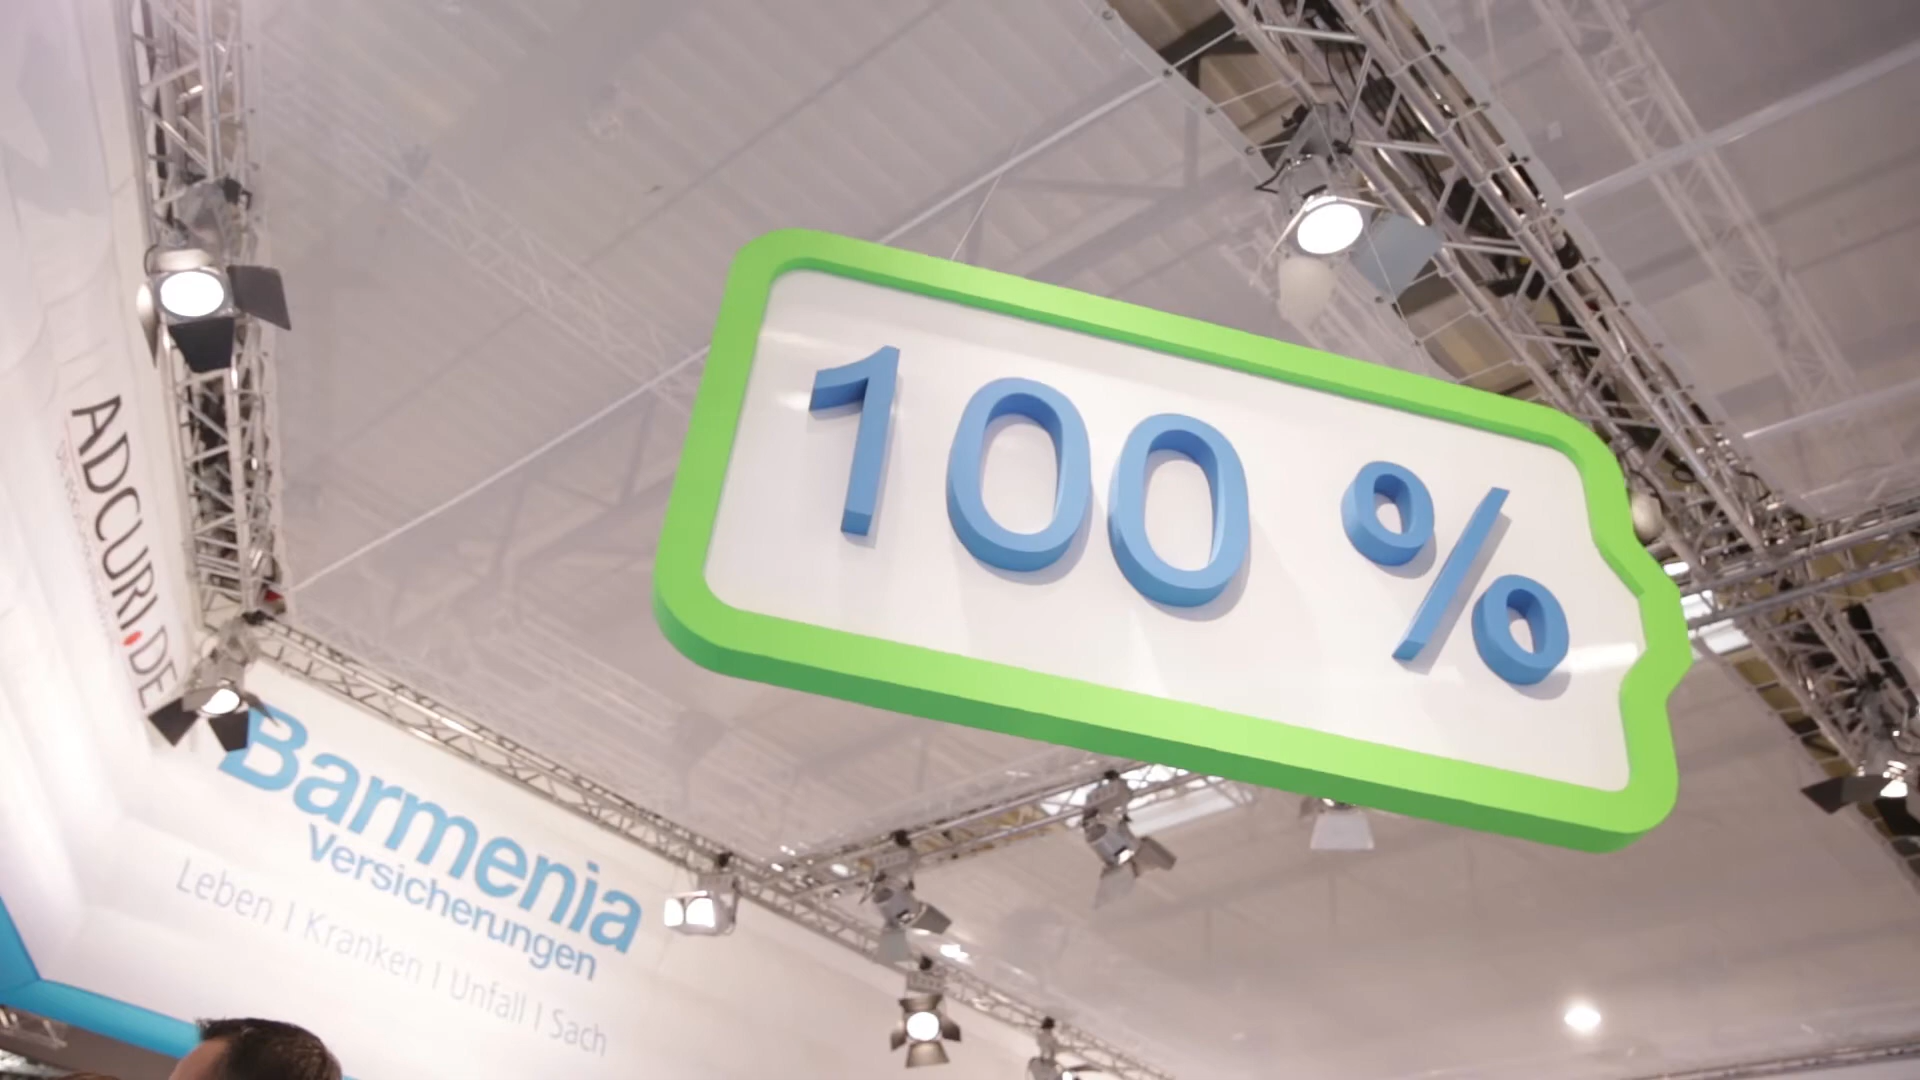 100 %
ADCURI.DE
Barmenia
Versicherungen
Leben | Kranken | Unfall | Sach